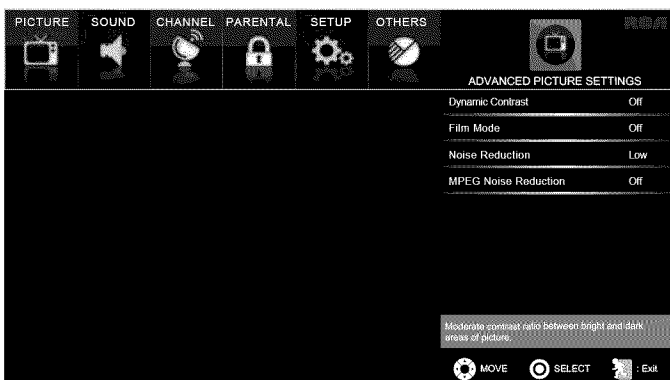 PICTURE SOUND CHANNEL PARENTAL SETUP OTHERS
RCA
ADVANCED PICTURE SETTINGS
Dynamic Contrast Off
Film Mode Off
Noise Reduction Low
MPEG Noise Reduction Off
Moderate contrast ratio between bright and dark
areas of picture.
MOVE SELECT : Exit